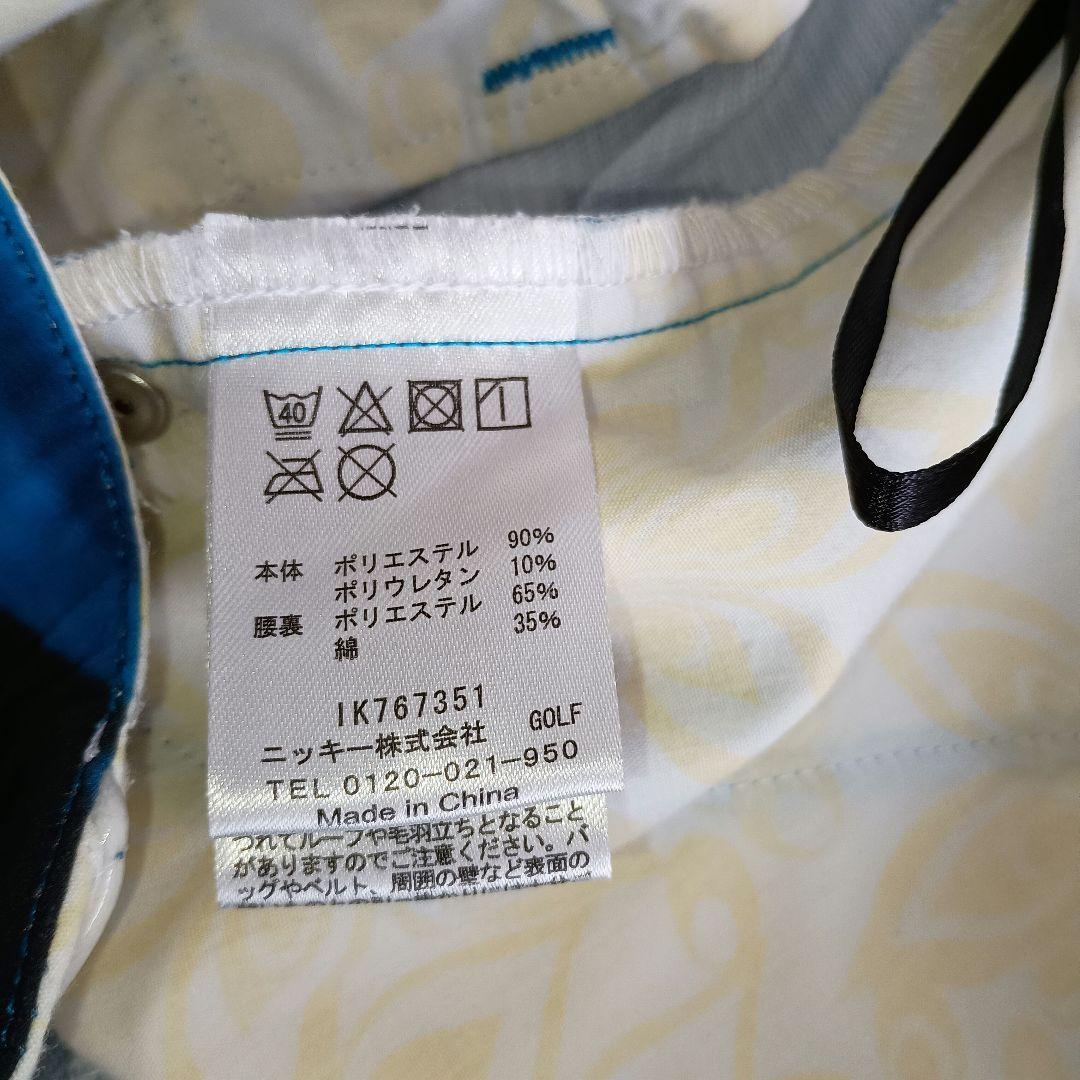 40
本体 ポリエステル 90%
ポリウレタン 10%
腰裏 ポリエステル 65%
綿 35%
IK767351
ニッキー株式会社 GOLF
TEL 0120-021-950
Made in China
つれてループや毛羽立ちとなること
がありますのでご注意ください。バ
ッグやベルト、周囲の壁など表面の